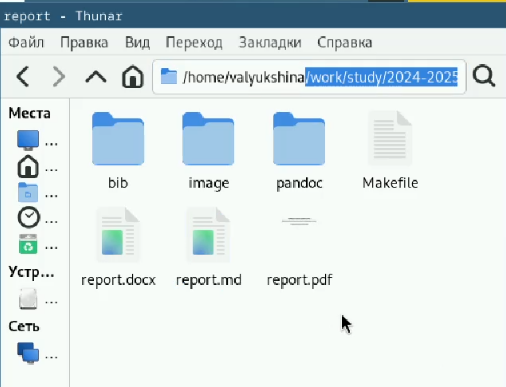 report - Thunar
Файл Правка Вид Переход Закладки Справка
/home/valyukshina/work/study/2024-2025
Места
...
...
...
...
...
Устр...
...
Сеть
...
bib image pandoc Makefile
report.docx report.md report.pdf